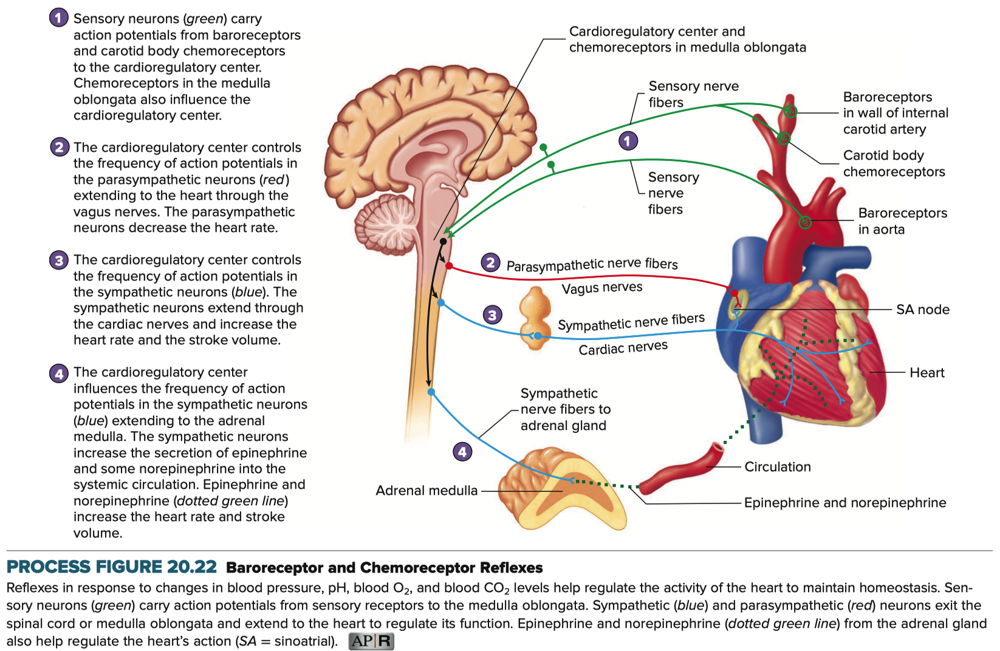 1 Sensory neurons (green) carry
action potentials from baroreceptors
and carotid body chemoreceptors
to the cardioregulatory center.
Chemoreceptors in the medulla
oblongata also influence the
cardioregulatory center.
2 The cardioregulatory center controls
the frequency of action potentials in
the parasympathetic neurons (red)
extending to the heart through the
vagus nerves. The parasympathetic
neurons decrease the heart rate.
3 The cardioregulatory center controls
the frequency of action potentials in
the sympathetic neurons (blue). The
sympathetic neurons extend through
the cardiac nerves and increase the
heart rate and the stroke volume.
4 The cardioregulatory center
influences the frequency of action
potentials in the sympathetic neurons
(blue) extending to the adrenal
medulla. The sympathetic neurons
increase the secretion of epinephrine
and some norepinephrine into the
systemic circulation. Epinephrine and
norepinephrine (dotted green line)
increase the heart rate and stroke
volume.
Cardioregulatory center and
chemoreceptors in medulla oblongata
Sensory nerve
fibers
1
Sensory
nerve
fibers
Baroreceptors
in wall of internal
carotid artery
Carotid body
chemoreceptors
Baroreceptors
in aorta
2
Parasympathetic nerve fibers
Vagus nerves
3
Sympathetic nerve fibers
Cardiac nerves
SA node
Heart
Sympathetic
nerve fibers to
adrenal gland
4
Adrenal medulla
Circulation
Epinephrine and norepinephrine
PROCESS FIGURE 20.22 Baroreceptor and Chemoreceptor Reflexes
Reflexes in response to changes in blood pressure, pH, blood O₂, and blood CO₂ levels help regulate the activity of the heart to maintain homeostasis. Sen-
sory neurons (green) carry action potentials from sensory receptors to the medulla oblongata. Sympathetic (blue) and parasympathetic (red) neurons exit the
spinal cord or medulla oblongata and extend to the heart to regulate its function. Epinephrine and norepinephrine (dotted green line) from the adrenal gland
also help regulate the heart's action (SA = sinoatrial). AP|R